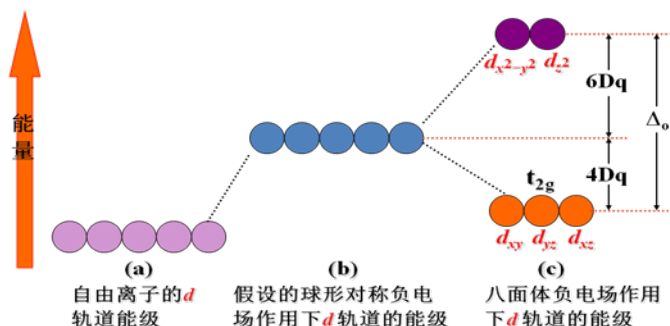 能
量
d_{x²-y²} d_{z²}
6Dq
Δ_o
t_{2g}
4Dq
d_{xy} d_{yz} d_{xz}
(a) (b) (c)
自由离子的d 假设的球形对称负电 八面体负电场作用
轨道能级 场作用下d轨道的能级 下d轨道的能级